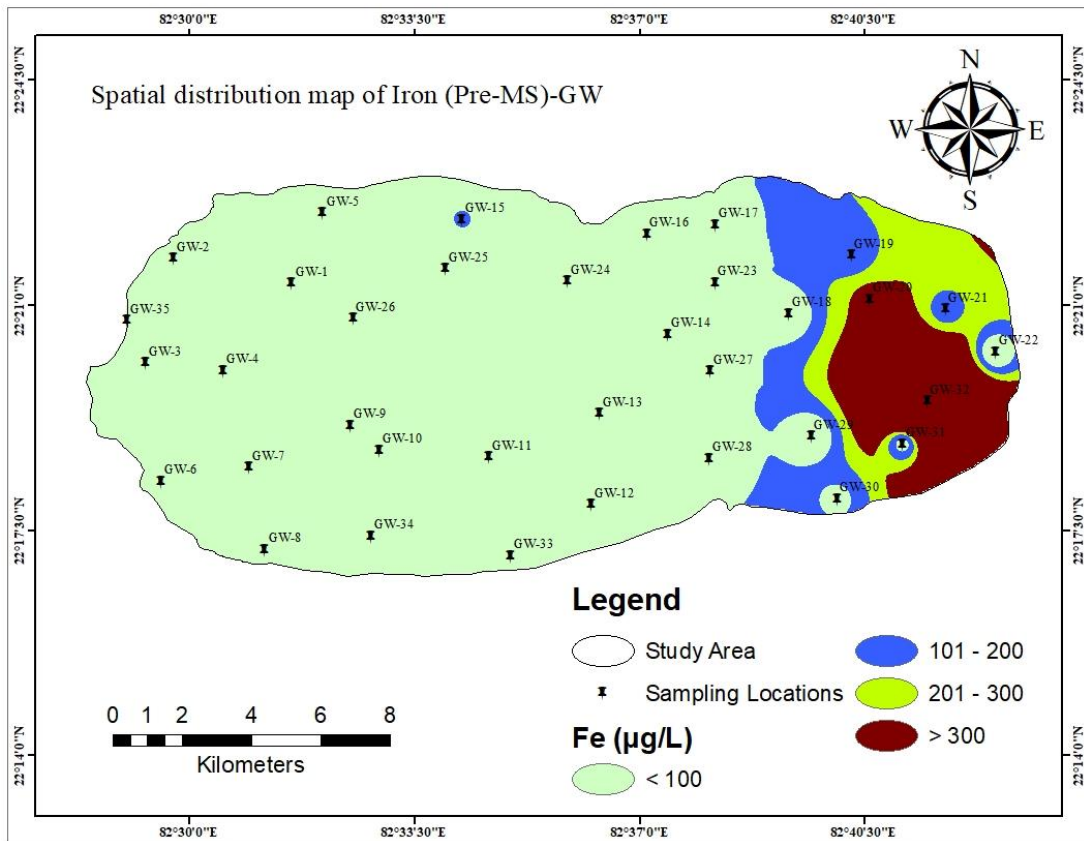 82°30'0"E 82°33'30"E 82°37'0"E 82°40'30"E
22°24'30"N
22°24'30"N
Spatial distribution map of Iron (Pre-MS)-GW
N
W E
S
GW-5
GW-15
GW-17
GW-16
GW-2
GW-19
GW-25
GW-24
GW-1
GW-23
22°21'0"N
22°21'0"N
GW-20
GW-21
GW-35
GW-26
GW-18
GW-14
GW-22
GW-3
GW-4
GW-27
GW-32
GW-13
GW-9
GW-29
GW-31
GW-10
GW-11
GW-28
GW-7
GW-6
GW-30
GW-12
22°17'30"N
22°17'30"N
GW-34
GW-8
GW-33
Legend
Study Area
Sampling Locations
Fe (µg/L)
< 100
101 - 200
201 - 300
> 300
0 1 2 4 6 8
Kilometers
22°14'0"N
22°14'0"N
82°30'0"E 82°33'30"E 82°37'0"E 82°40'30"E